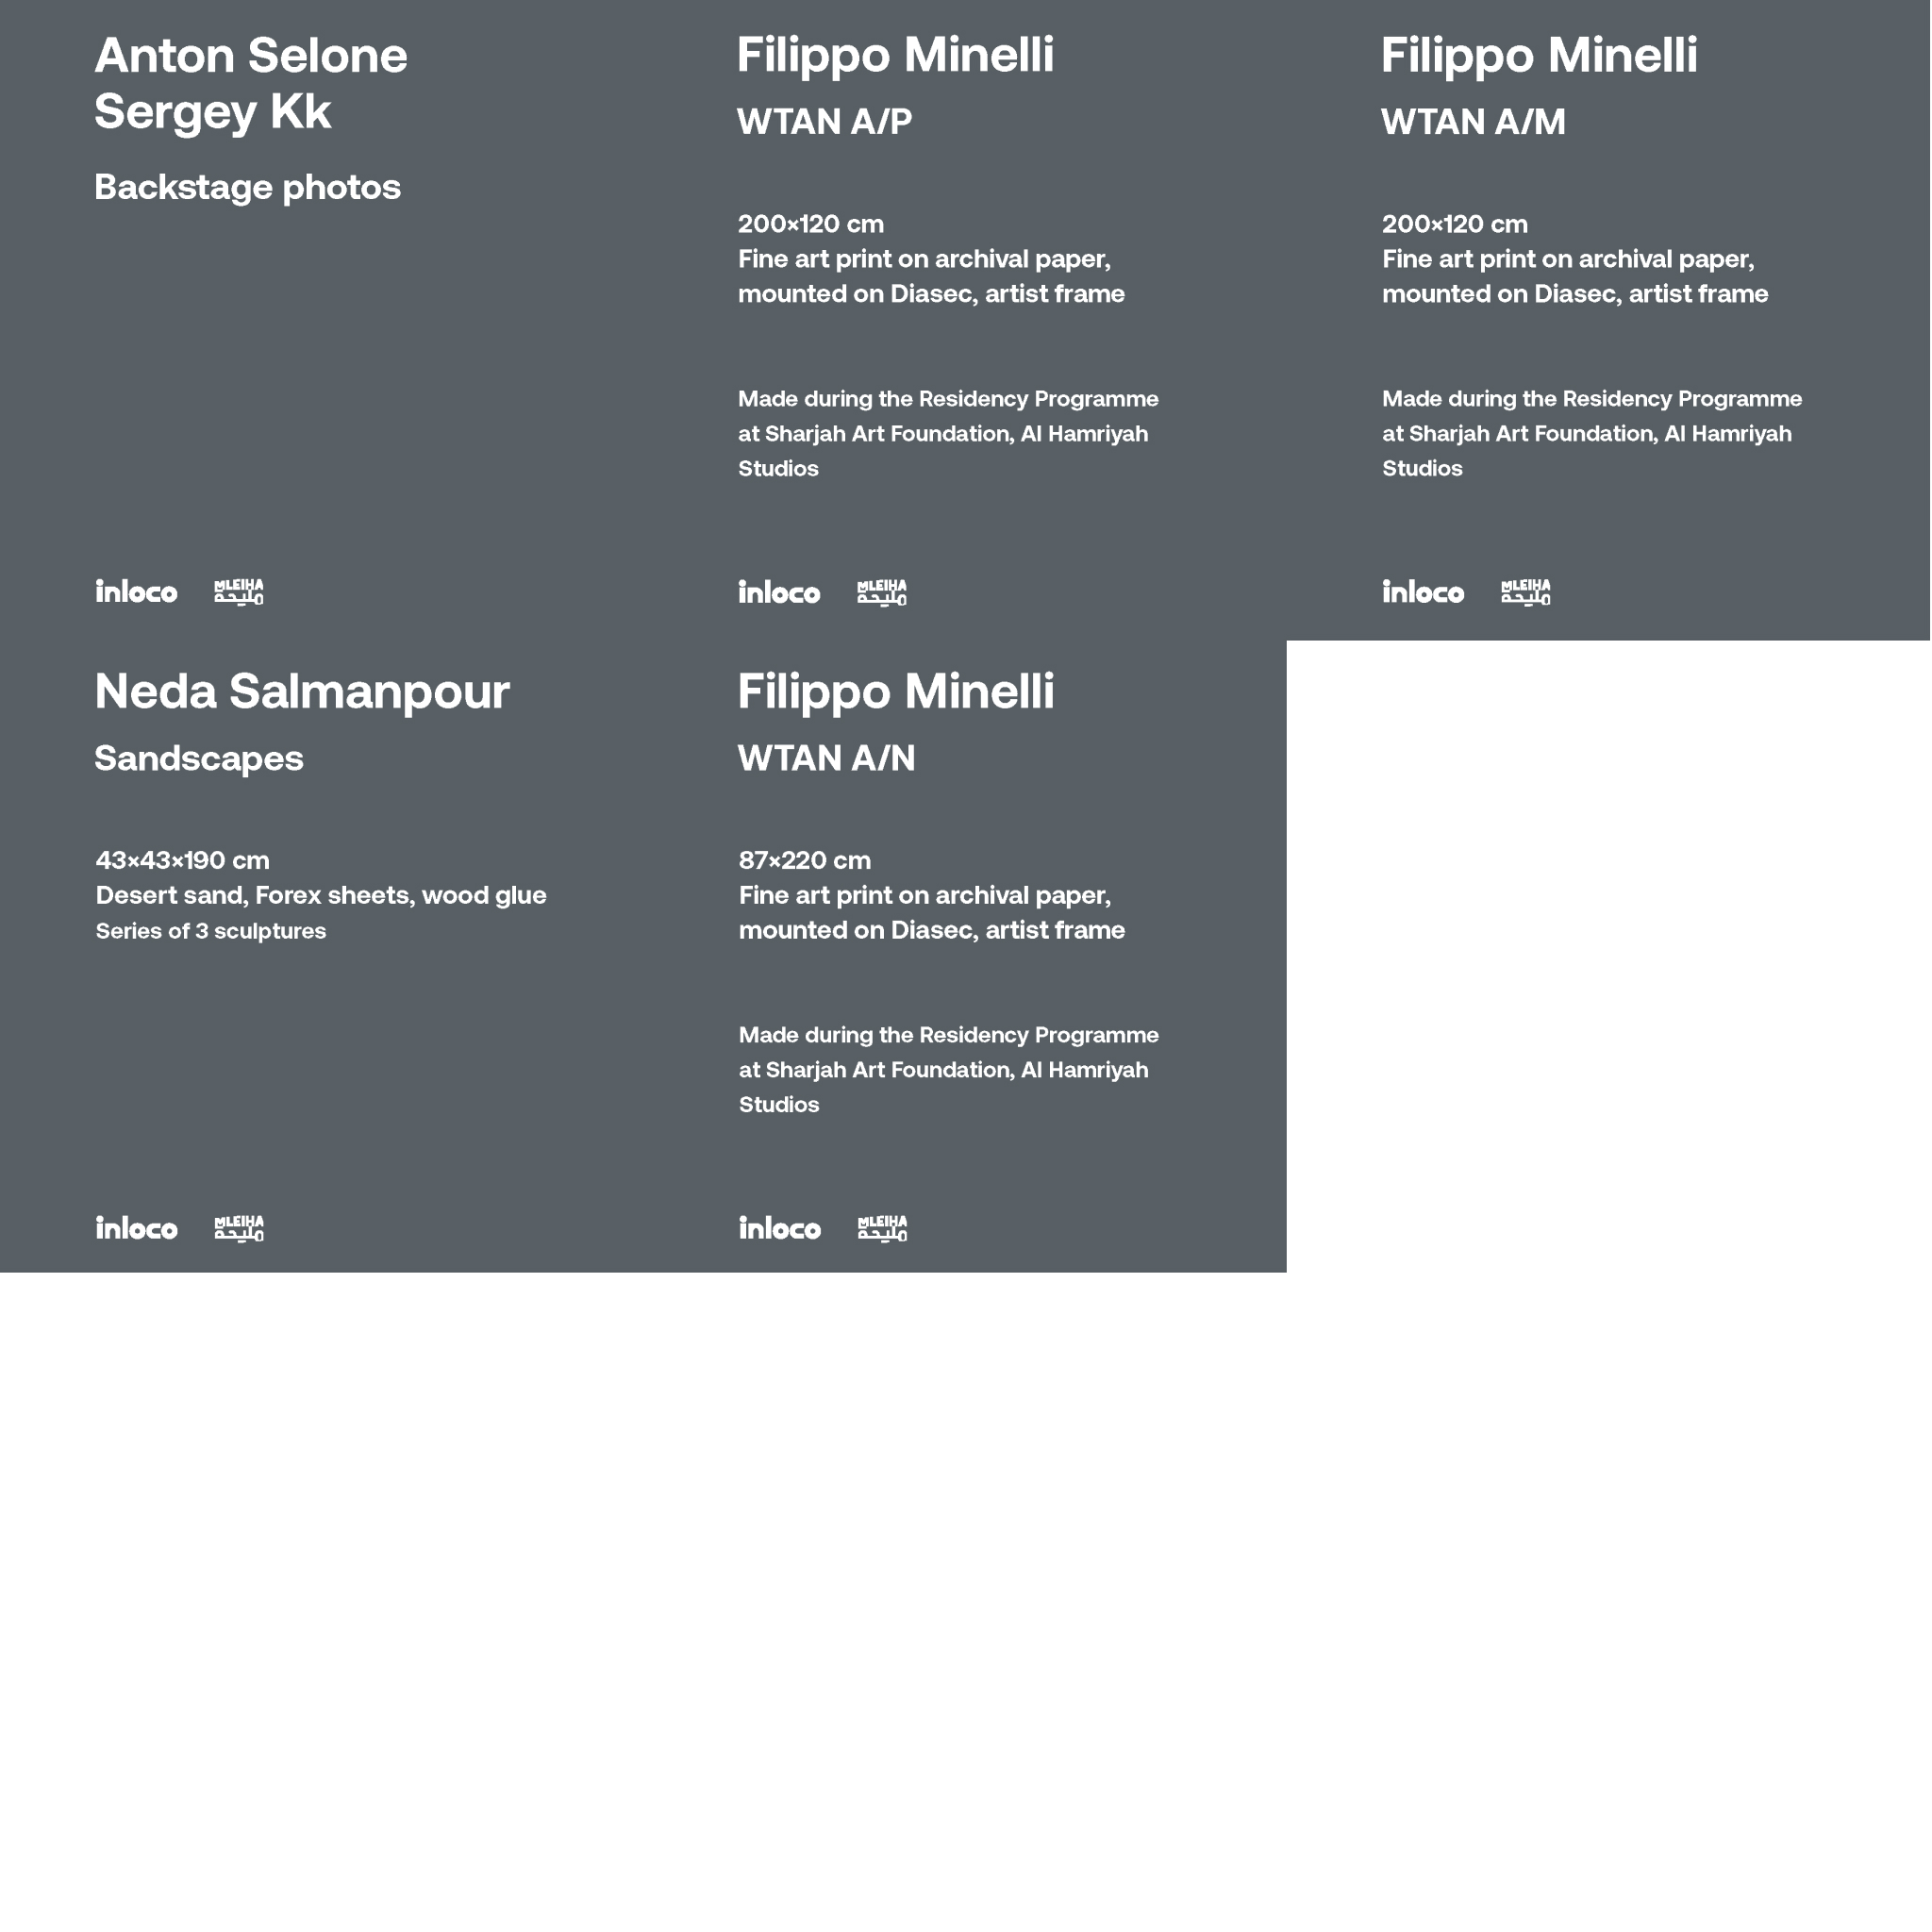 Anton Selone
Sergey Kk
Backstage photos
inloco
MLEIHA
مليحة
Filippo Minelli
WTAN A/P
200×120 cm
Fine art print on archival paper,
mounted on Diasec, artist frame
Made during the Residency Programme
at Sharjah Art Foundation, Al Hamriyah
Studios
inloco
MLEIHA
مليحة
Filippo Minelli
WTAN A/M
200×120 cm
Fine art print on archival paper,
mounted on Diasec, artist frame
Made during the Residency Programme
at Sharjah Art Foundation, Al Hamriyah
Studios
inloco
MLEIHA
مليحة
Neda Salmanpour
Sandscapes
43×43×190 cm
Desert sand, Forex sheets, wood glue
Series of 3 sculptures
inloco
MLEIHA
مليحة
Filippo Minelli
WTAN A/N
87×220 cm
Fine art print on archival paper,
mounted on Diasec, artist frame
Made during the Residency Programme
at Sharjah Art Foundation, Al Hamriyah
Studios
inloco
MLEIHA
مليحة